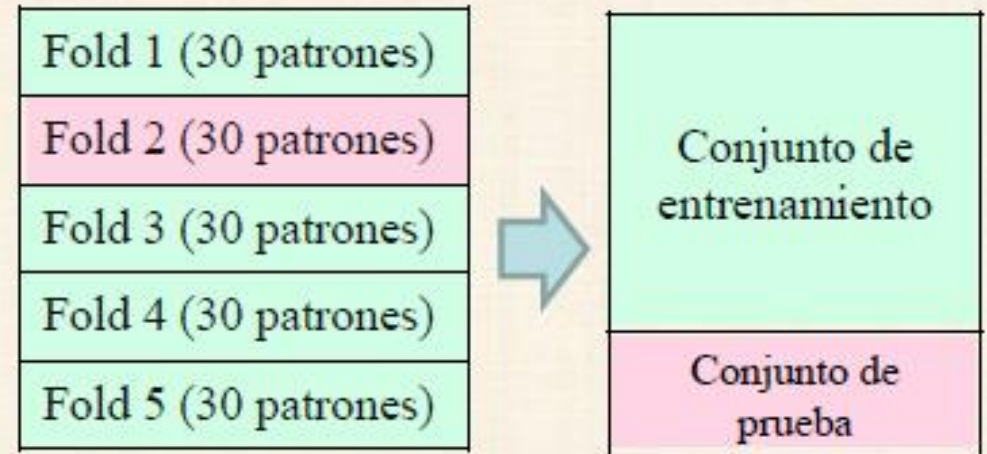 Fold 1 (30 patrones)
Fold 2 (30 patrones)
Fold 3 (30 patrones)
Fold 4 (30 patrones)
Fold 5 (30 patrones)
Conjunto de
entrenamiento
Conjunto de
prueba